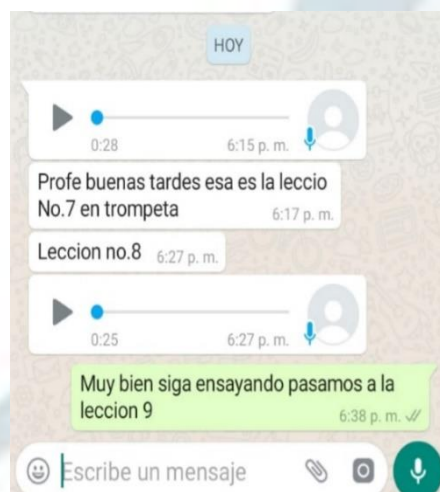 HOY
0:28 6:15 p. m.
Profe buenas tardes esa es la leccio
No.7 en trompeta 6:17 p. m.
Leccion no.8 6:27 p. m.
0:25 6:27 p. m.
Muy bien siga ensayando pasamos a la
leccion 9 6:38 p. m.
Escribe un mensaje